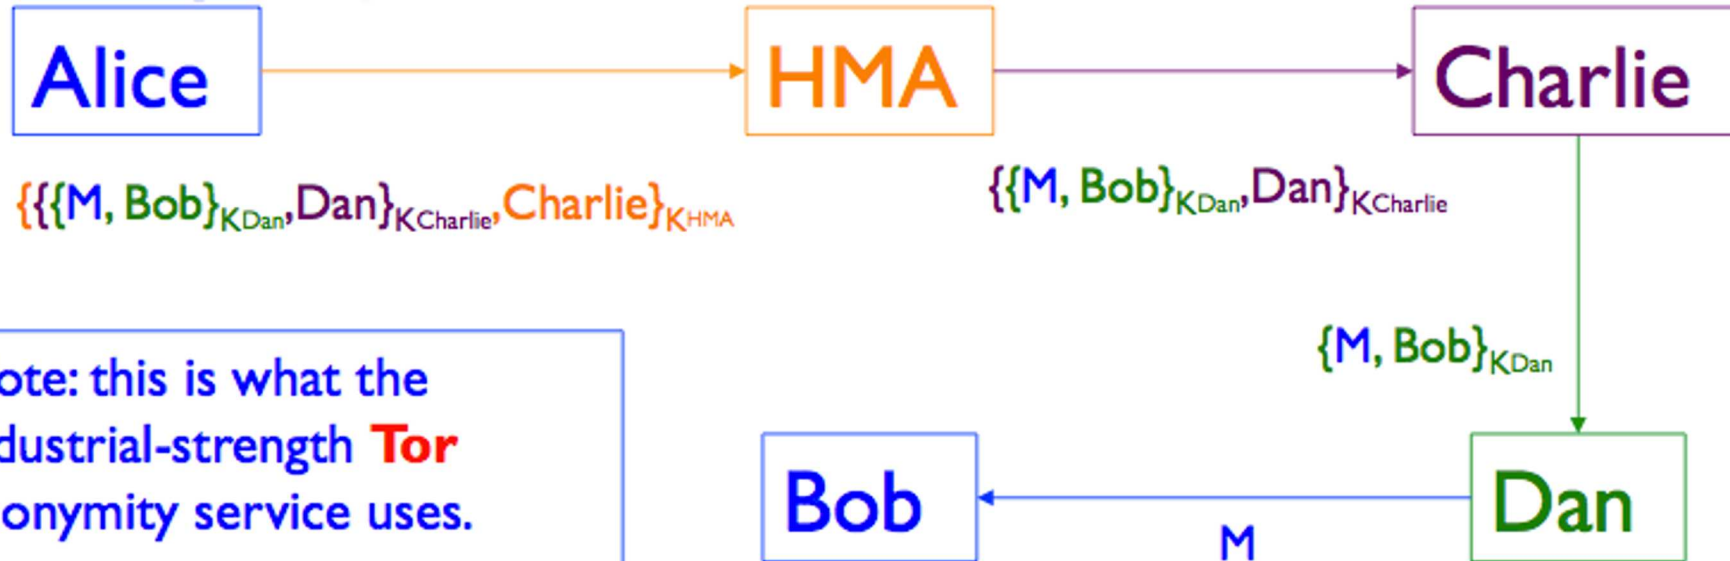 Alice
HMA
Charlie
{{{M, Bob}KDan,Dan}KCharlie,Charlie}KHMA
{{M, Bob}KDan,Dan}KCharlie
{M, Bob}KDan
ote: this is what the
dustrial-strength Tor
onymity service uses.
Bob
Dan
M